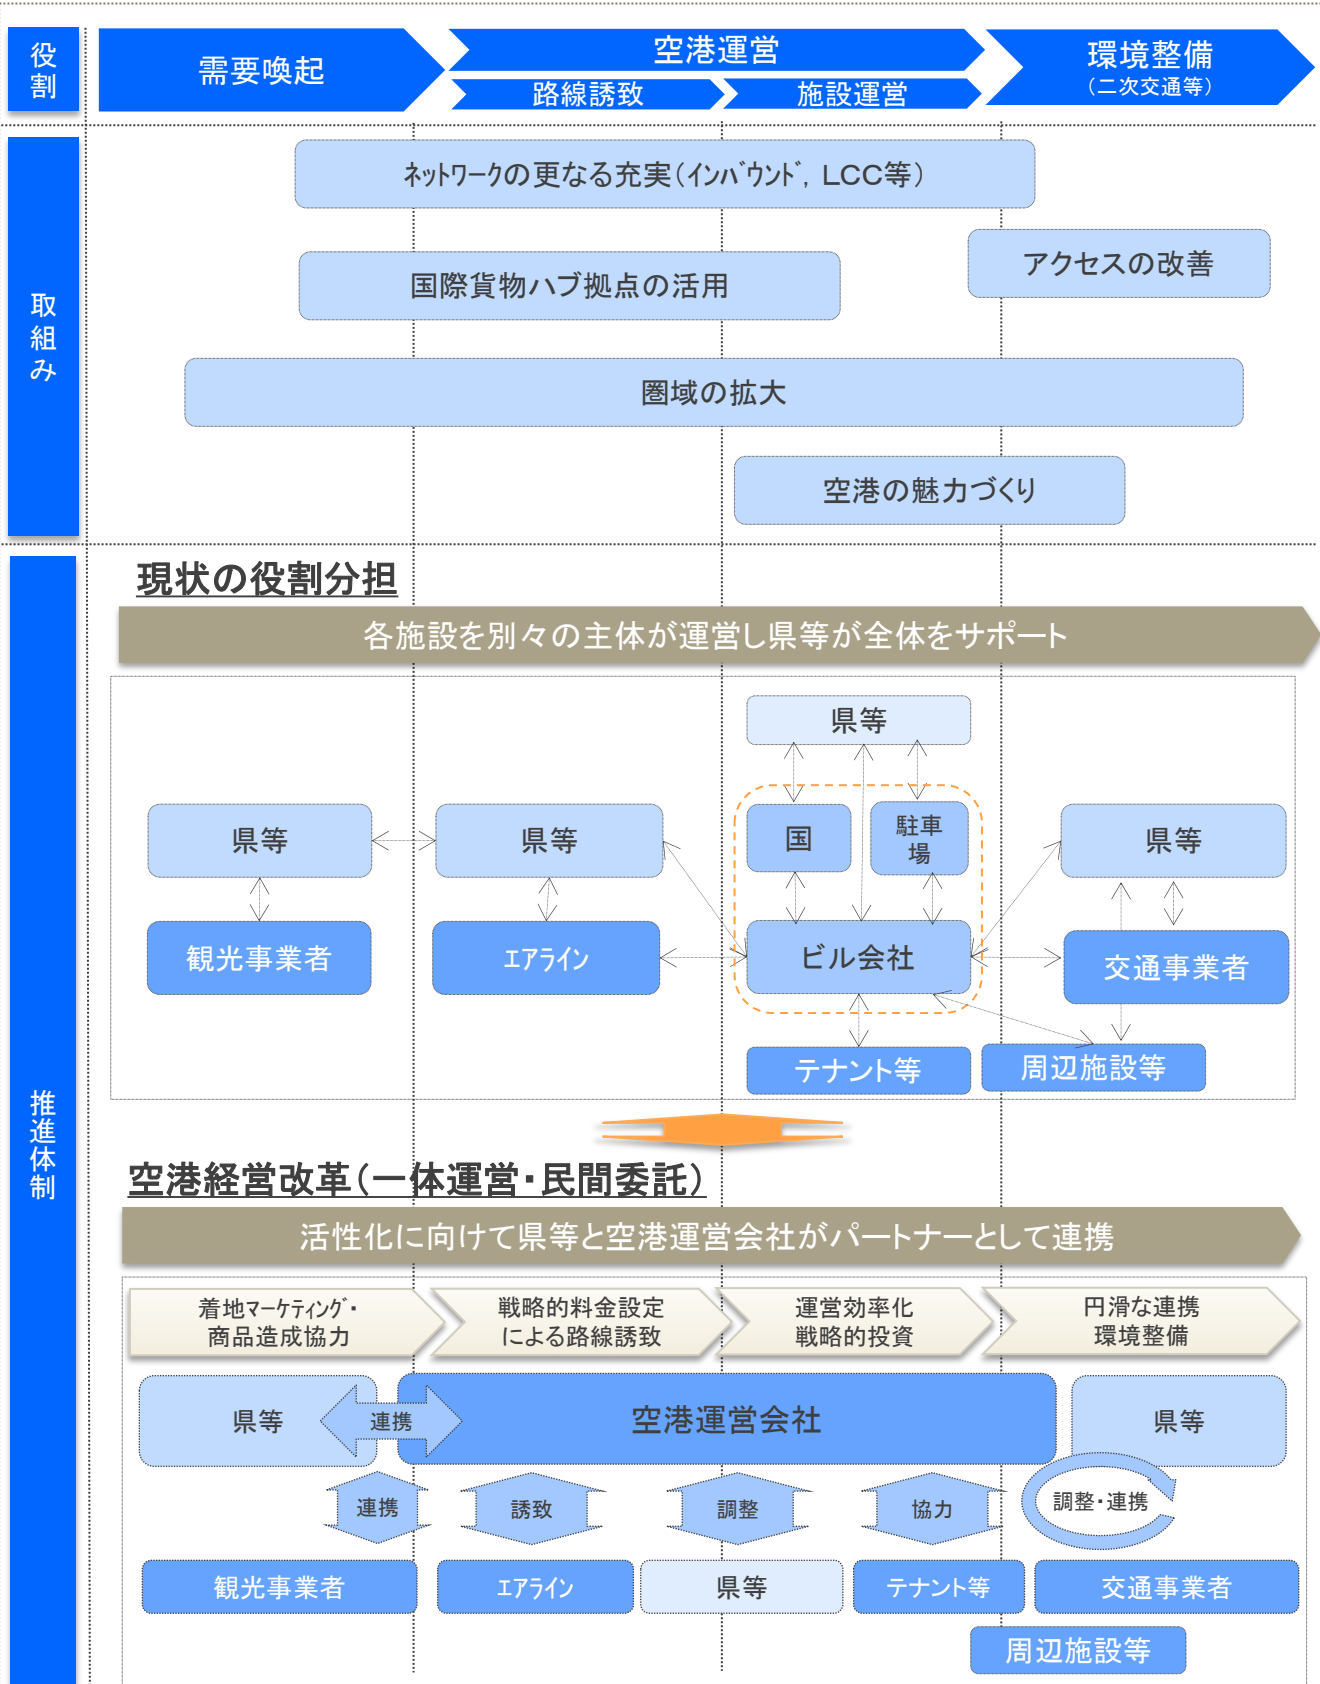 役割
需要喚起
空港運営
路線誘致
施設運営
環境整備
(二次交通等)
取組み
ネットワークの更なる充実(インバウンド, LCC等)
アクセスの改善
国際貨物ハブ拠点の活用
圏域の拡大
空港の魅力づくり
推進体制
現状の役割分担
各施設を別々の主体が運営し県等が全体をサポート
県等
県等
県等
国
駐車
場
県等
観光事業者
エアライン
ビル会社
交通事業者
テナント等
周辺施設等
空港経営改革(一体運営・民間委託)
活性化に向けて県等と空港運営会社がパートナーとして連携
着地マーケティング・
商品造成協力
戦略的料金設定
による路線誘致
運営効率化
戦略的投資
円滑な連携
環境整備
県等
連携
空港運営会社
県等
連携
誘致
調整
協力
調整・連携
観光事業者
エアライン
県等
テナント等
交通事業者
周辺施設等